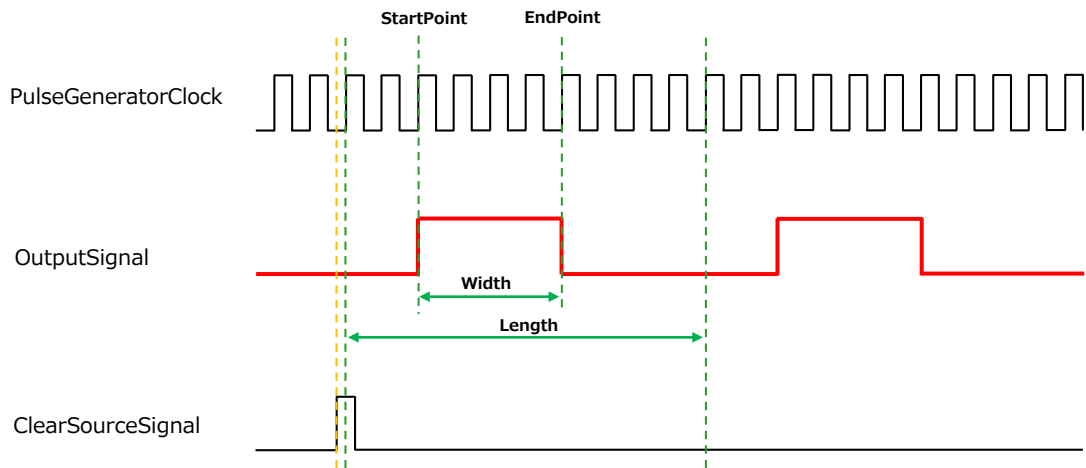 StartPoint
EndPoint
PulseGeneratorClock
OutputSignal
Width
Length
ClearSourceSignal